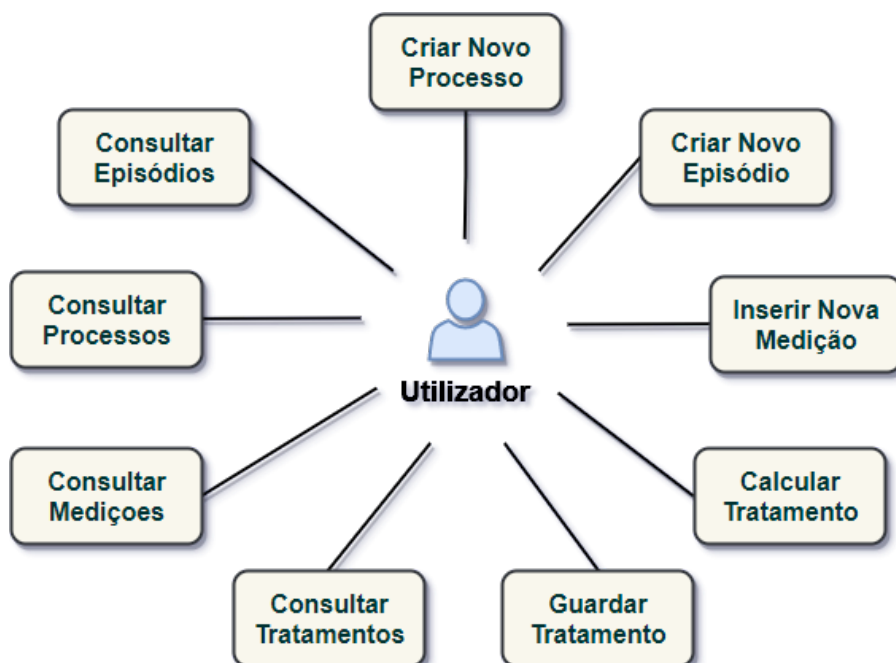 Criar Novo
Processo
Consultar
Episódios
Criar Novo
Episódio
Consultar
Processos
Inserir Nova
Medição
Utilizador
Consultar
Mediçoes
Calcular
Tratamento
Consultar
Tratamentos
Guardar
Tratamento